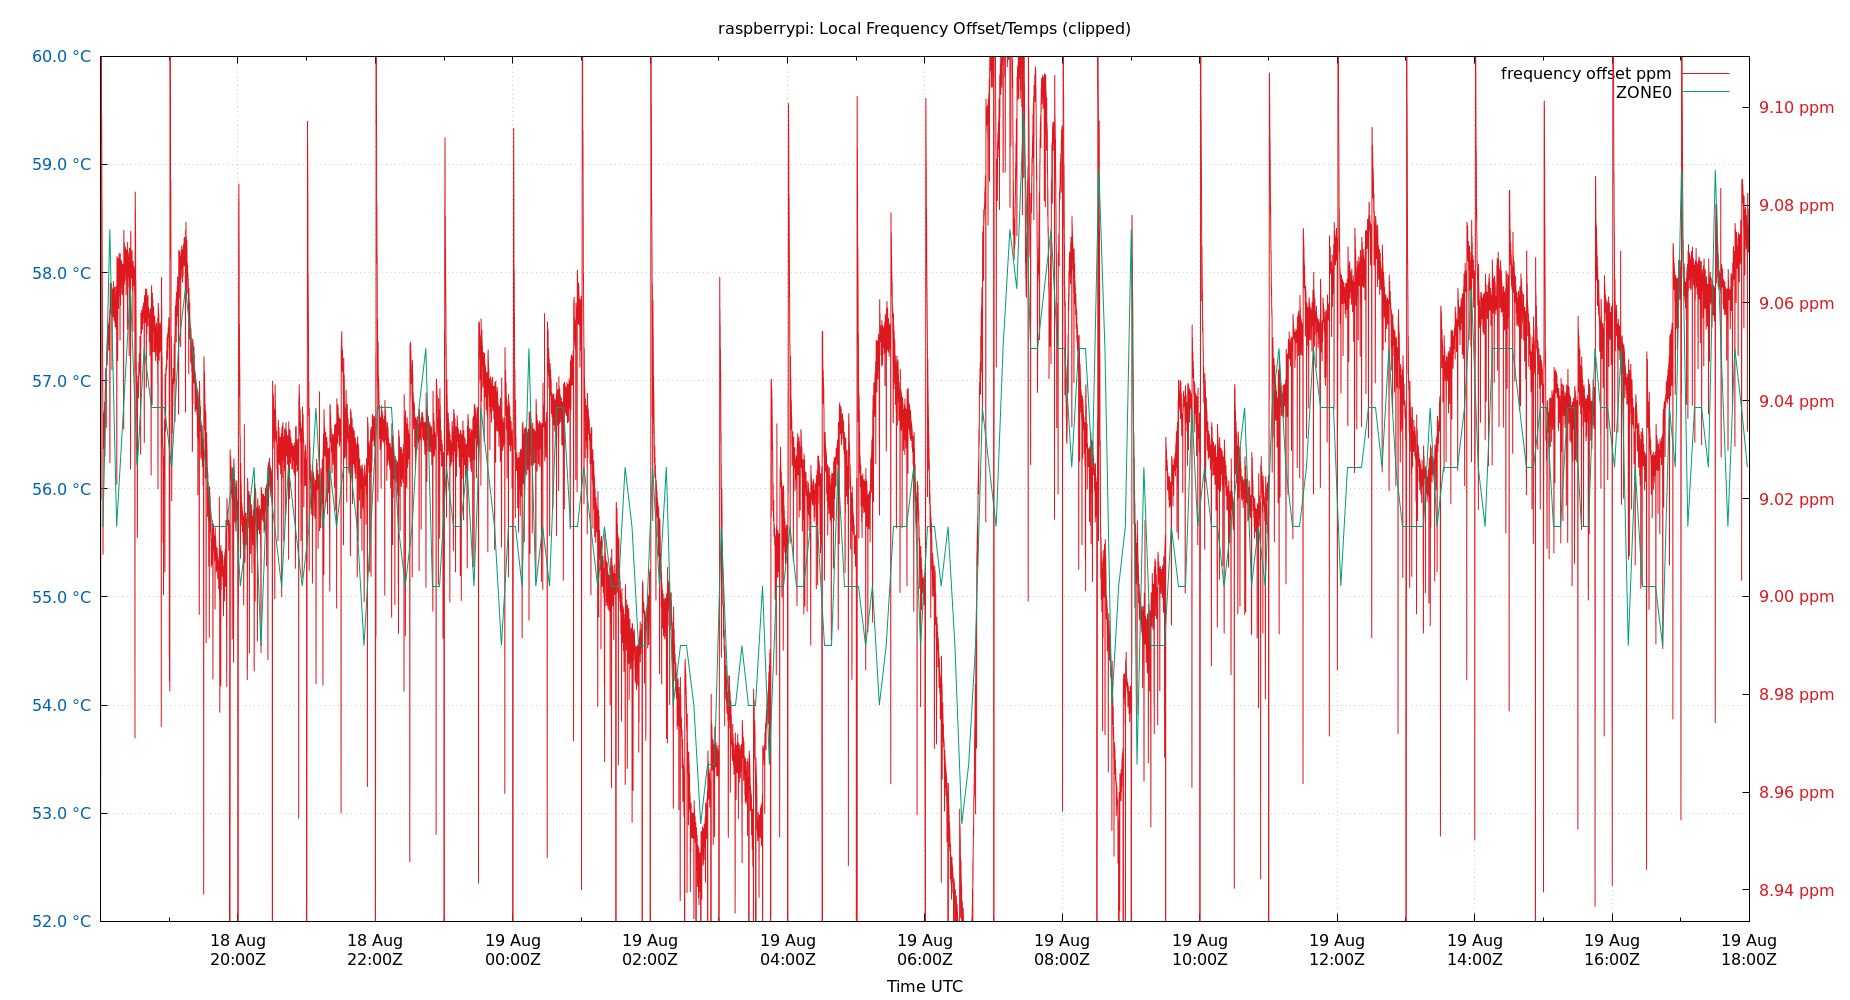 raspberrypi: Local Frequency Offset/Temps (clipped)
frequency offset ppm
ZONE0
60.0 °C
59.0 °C
58.0 °C
57.0 °C
56.0 °C
55.0 °C
54.0 °C
53.0 °C
52.0 °C
9.10 ppm
9.08 ppm
9.06 ppm
9.04 ppm
9.02 ppm
9.00 ppm
8.98 ppm
8.96 ppm
8.94 ppm
18 Aug 18 Aug 19 Aug 19 Aug 19 Aug 19 Aug 19 Aug 19 Aug 19 Aug 19 Aug 19 Aug 19 Aug
20:00Z 22:00Z 00:00Z 02:00Z 04:00Z 06:00Z 08:00Z 10:00Z 12:00Z 14:00Z 16:00Z 18:00Z
Time UTC